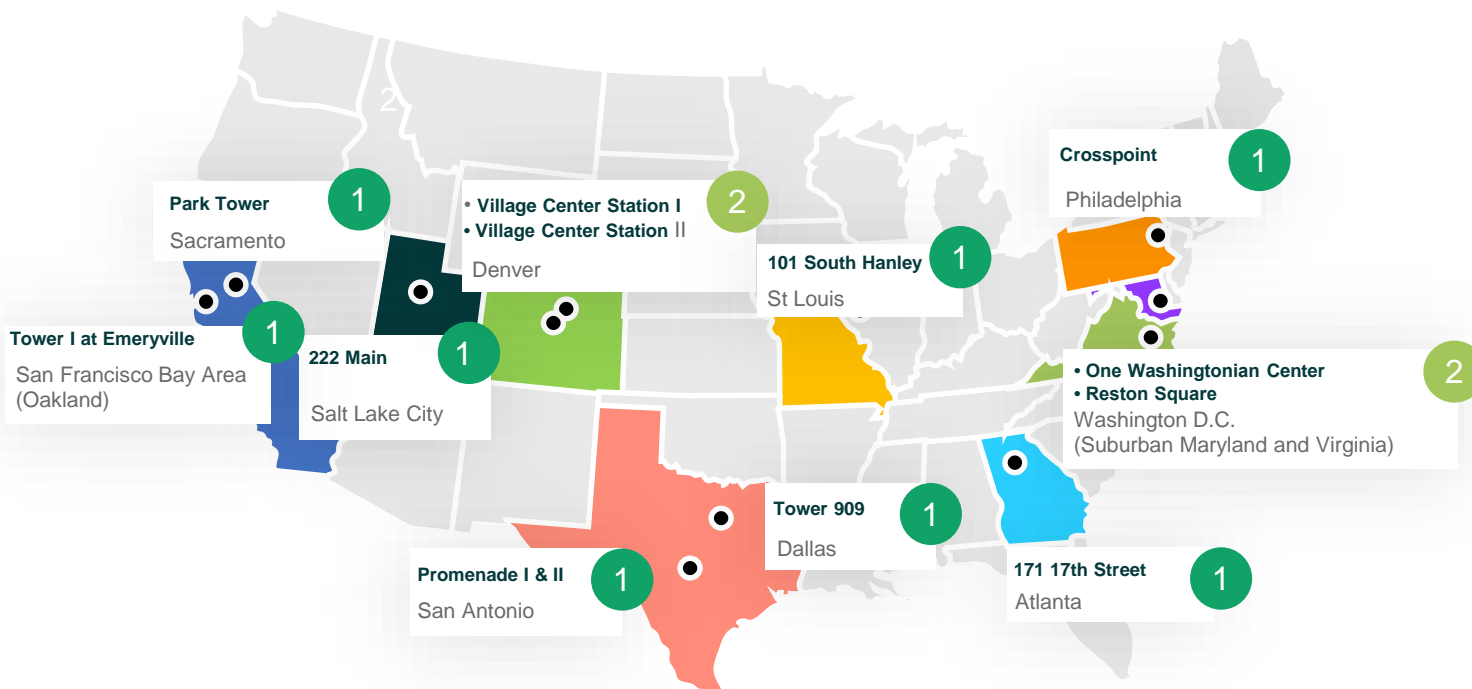 2
Crosspoint
1
Philadelphia
Park Tower
1
Sacramento
• Village Center Station I
• Village Center Station II
2
Denver
101 South Hanley
1
St Louis
Tower I at Emeryville
1
San Francisco Bay Area
(Oakland)
222 Main
1
Salt Lake City
• One Washingtonian Center
• Reston Square
2
Washington D.C.
(Suburban Maryland and Virginia)
Tower 909
1
Dallas
Promenade I & II
1
San Antonio
171 17th Street
1
Atlanta